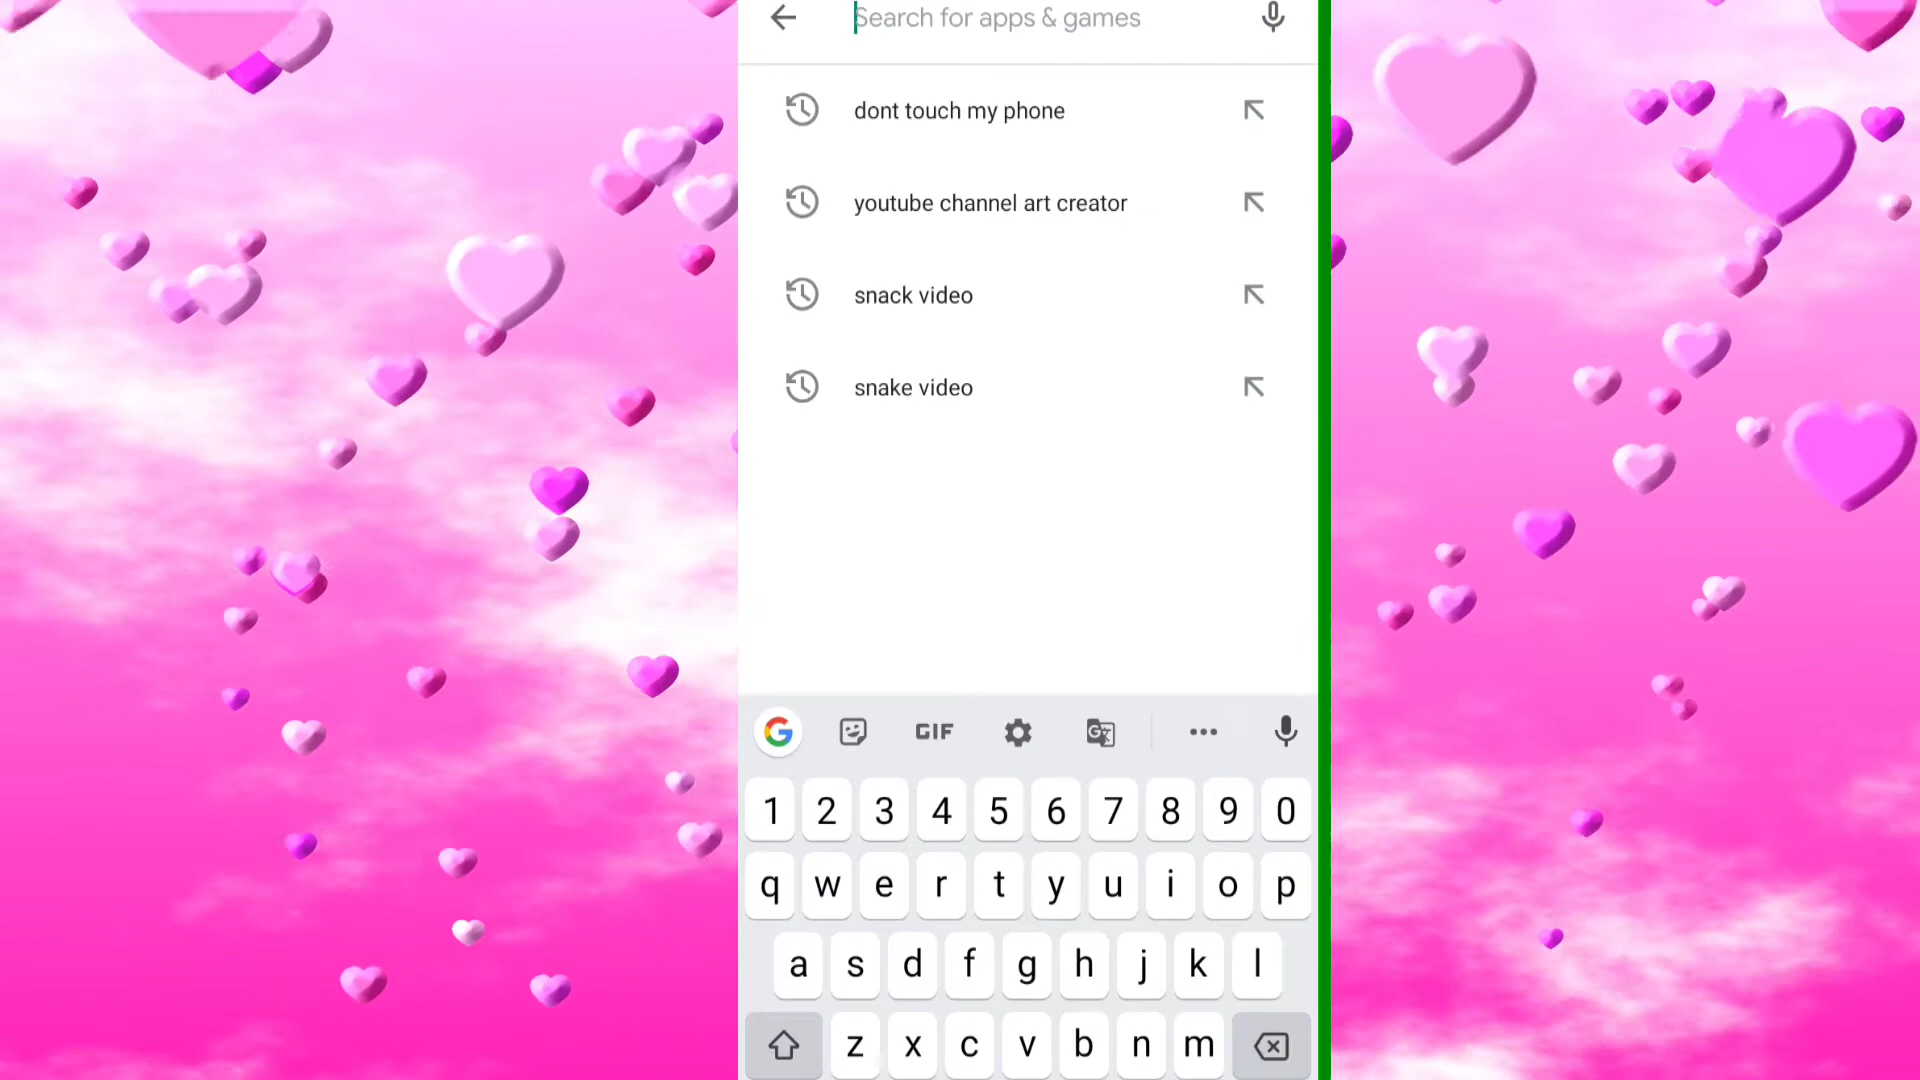 Search for apps & games
dont touch my phone
youtube channel art creator
snack video
snake video
G GIF G
1 2 3 4 5 6 7 8 9 0
q w e r t y u i o p
a s d f g h j k l
z x c v b n m